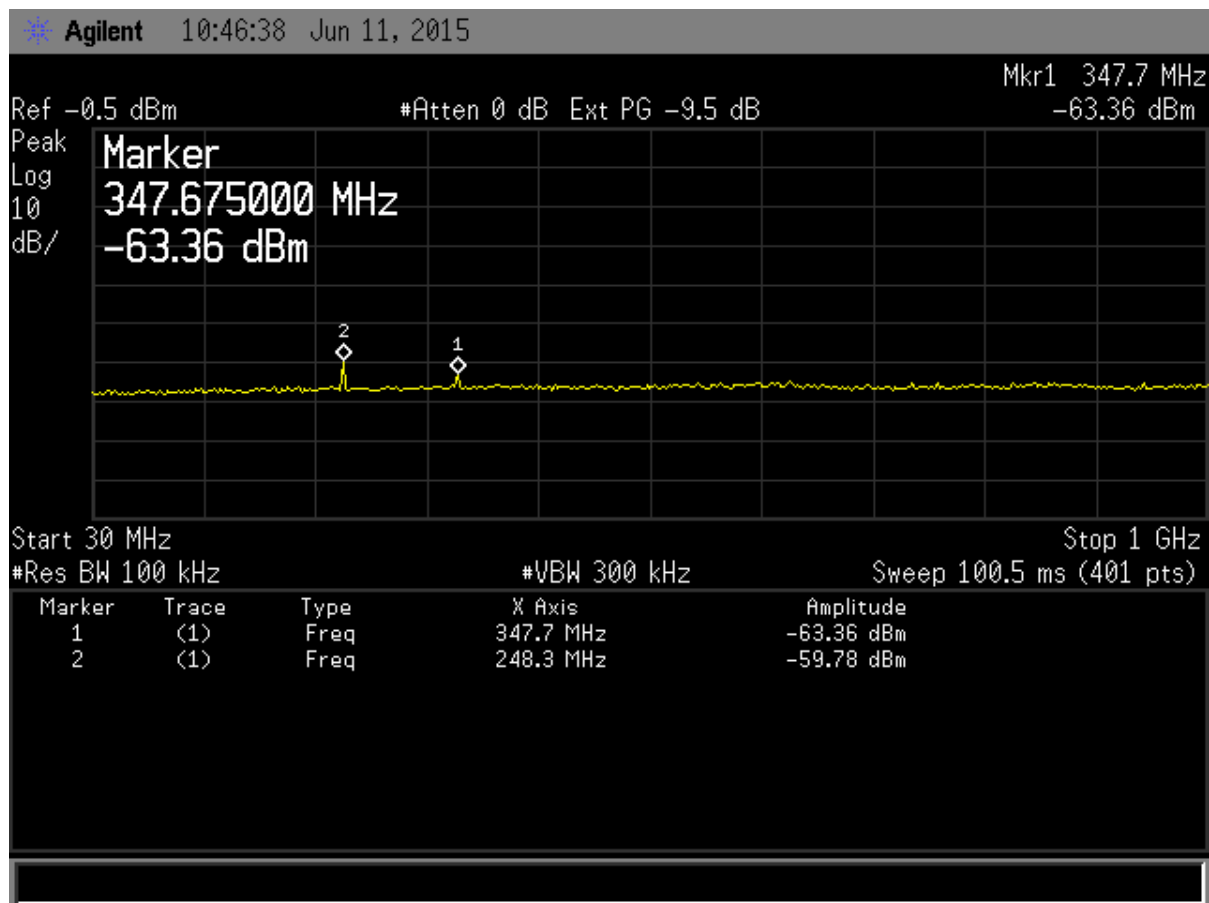 Agilent 10:46:38 Jun 11, 2015
Mkr1 347.7 MHz
Ref -0.5 dBm #Atten 0 dB Ext PG -9.5 dB -63.36 dBm
Peak
Log
10
dB/
Marker
347.675000 MHz
-63.36 dBm
2
1
Start 30 MHz Stop 1 GHz
#Res BW 100 kHz #VBW 300 kHz Sweep 100.5 ms (401 pts)
Marker Trace Type X Axis Amplitude
1 (1) Freq 347.7 MHz -63.36 dBm
2 (1) Freq 248.3 MHz -59.78 dBm